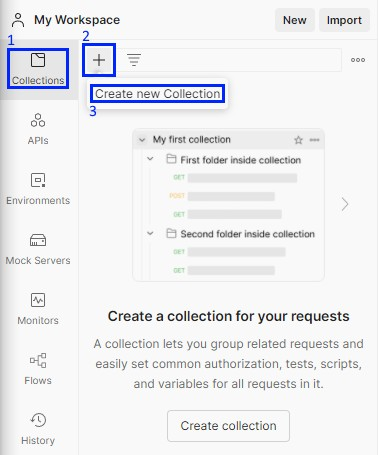 My Workspace
New
Import
1
2
Collections
Create new Collection
3
APIs
Environments
Mock Servers
Monitors
Flows
History
My first collection
First folder inside collection
GET
POST
GET
Second folder inside collection
GET
GET
Create a collection for your requests
A collection lets you group related requests and
easily set common authorization, tests, scripts,
and variables for all requests in it.
Create collection